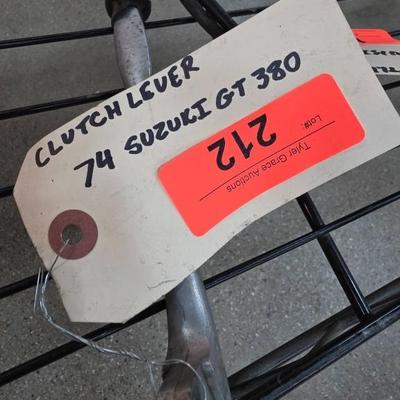 CLUTCH LEVER
74 SUZUKI GT 380
Tyler Grace Auctions
Lot#:
212